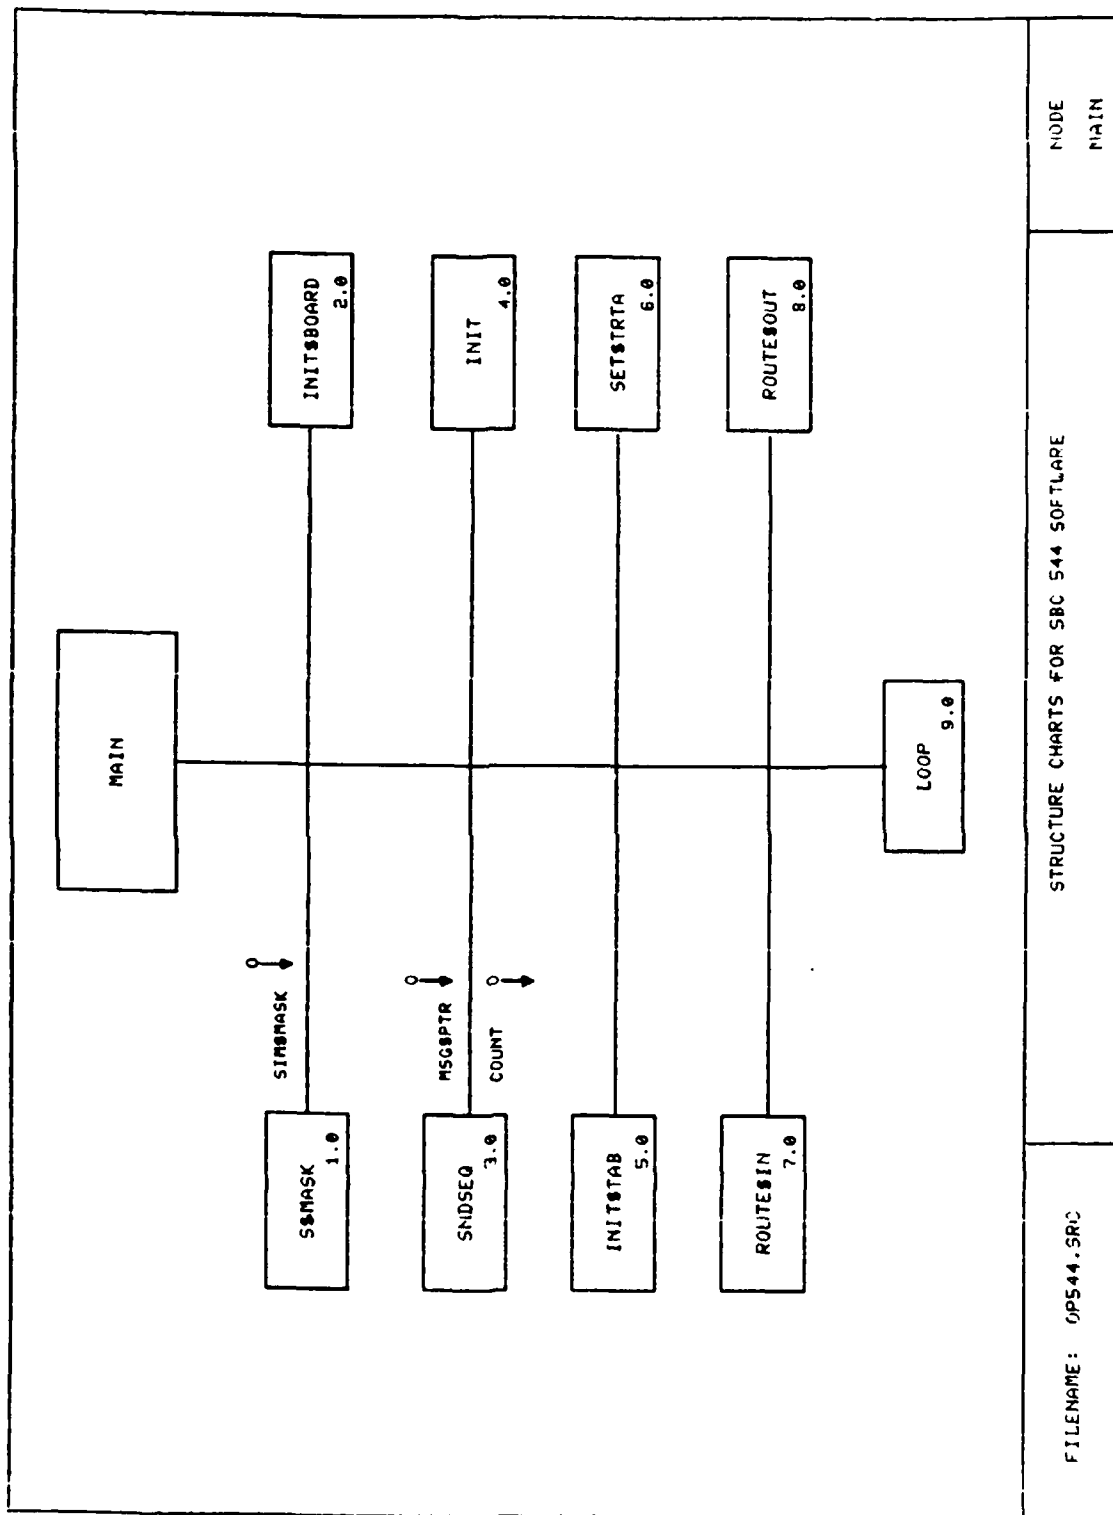 MAIN
SIM$MASK
S$MASK
1.0
INIT$BOARD
2.0
MSG$PTR
COUNT
SNDSEQ
3.0
INIT
4.0
INIT$TAB
5.0
SET$TRTA
6.0
ROUTE$IN
7.0
ROUTE$OUT
8.0
LOOP
9.0
FILENAME: OP544.SRC
STRUCTURE CHARTS FOR SBC 544 SOFTLARE
NODE
MAIN